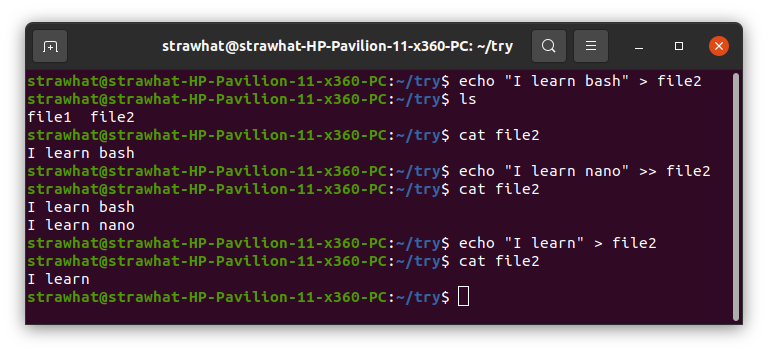 strawhat@strawhat-HP-Pavilion-11-x360-PC: ~/try
strawhat@strawhat-HP-Pavilion-11-x360-PC:~/try$ echo "I learn bash" > file2
strawhat@strawhat-HP-Pavilion-11-x360-PC:~/try$ ls
file1  file2
strawhat@strawhat-HP-Pavilion-11-x360-PC:~/try$ cat file2
I learn bash
strawhat@strawhat-HP-Pavilion-11-x360-PC:~/try$ echo "I learn nano" >> file2
strawhat@strawhat-HP-Pavilion-11-x360-PC:~/try$ cat file2
I learn bash
I learn nano
strawhat@strawhat-HP-Pavilion-11-x360-PC:~/try$ echo "I learn" > file2
strawhat@strawhat-HP-Pavilion-11-x360-PC:~/try$ cat file2
I learn
strawhat@strawhat-HP-Pavilion-11-x360-PC:~/try$